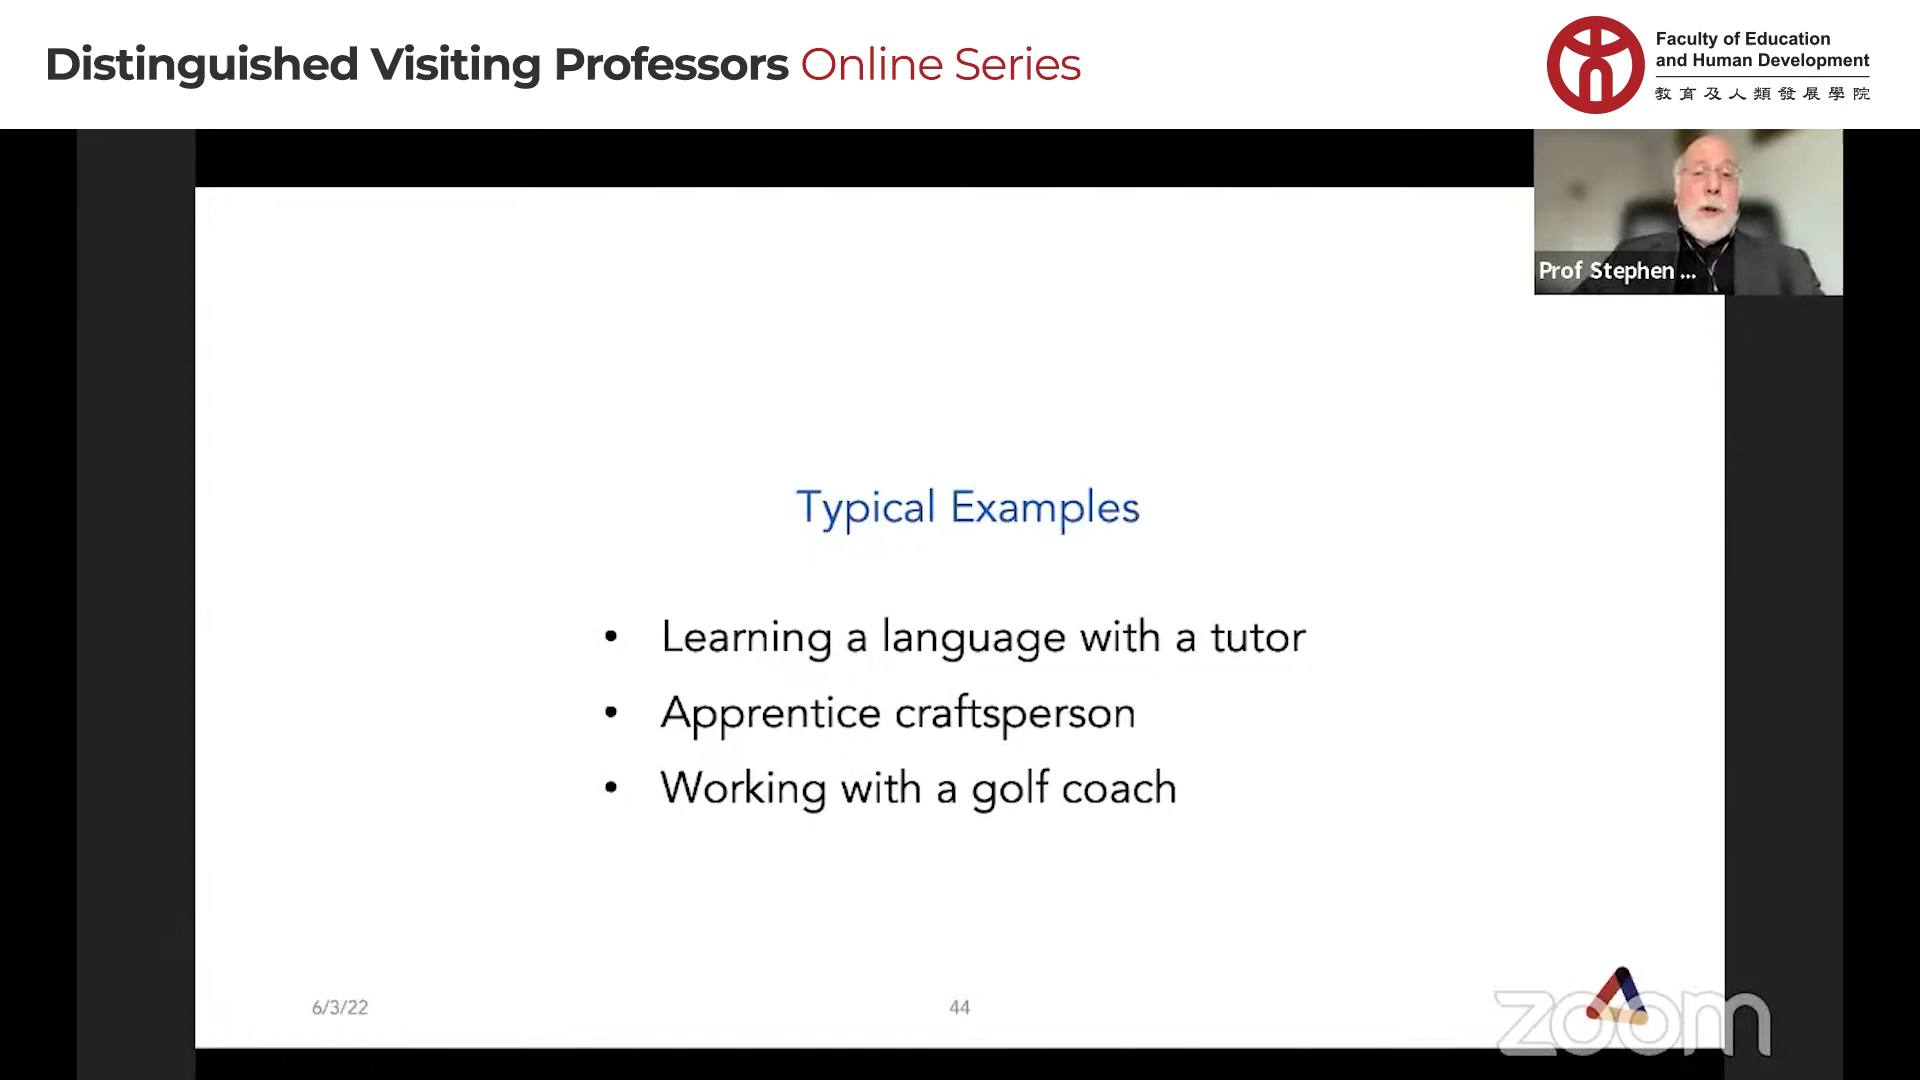 Distinguished Visiting Professors Online Series
Faculty of Education
and Human Development
教育及人類發展學院
Prof Stephen ...
Typical Examples
• Learning a language with a tutor
• Apprentice craftsperson
• Working with a golf coach
6/3/22
44
zoom